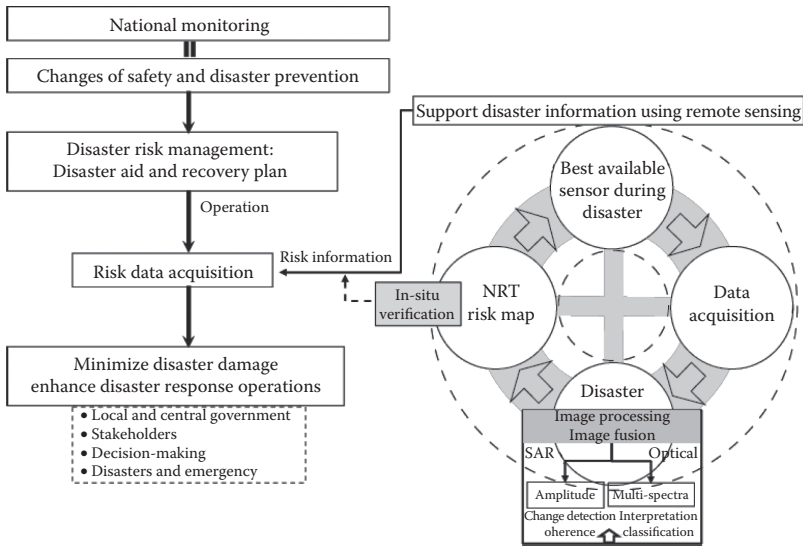 National monitoring
Changes of safety and disaster prevention
Disaster risk management:
Disaster aid and recovery plan
Operation
Risk data acquisition
Minimize disaster damage
enhance disaster response operations
• Local and central government
• Stakeholders
• Decision-making
• Disasters and emergency
Support disaster information using remote sensing
Risk information
In-situ
verification
Best available
sensor during
disaster
NRT
risk map
Data
acquisition
Disaster
Image processing
Image fusion
SAR
Optical
Amplitude
Multi-spectra
Change detection
oherence
Interpretation
classification